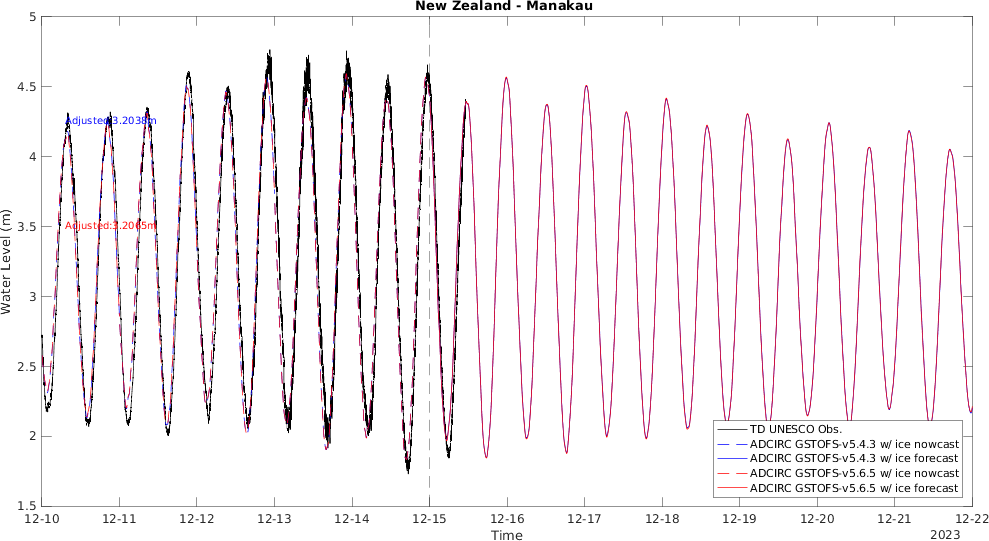 New Zealand - Manakau
5
4.5
4
3.5
3
2.5
2
1.5
Water Level (m)
Adjusted:3.2038m
Adjusted:3.2065m
TD UNESCO Obs.
ADCIRC GSTOFS-v5.4.3 w/ ice nowcast
ADCIRC GSTOFS-v5.4.3 w/ ice forecast
ADCIRC GSTOFS-v5.6.5 w/ ice nowcast
ADCIRC GSTOFS-v5.6.5 w/ ice forecast
12-10 12-11 12-12 12-13 12-14 12-15 12-16 12-17 12-18 12-19 12-20 12-21 12-22
Time
2023